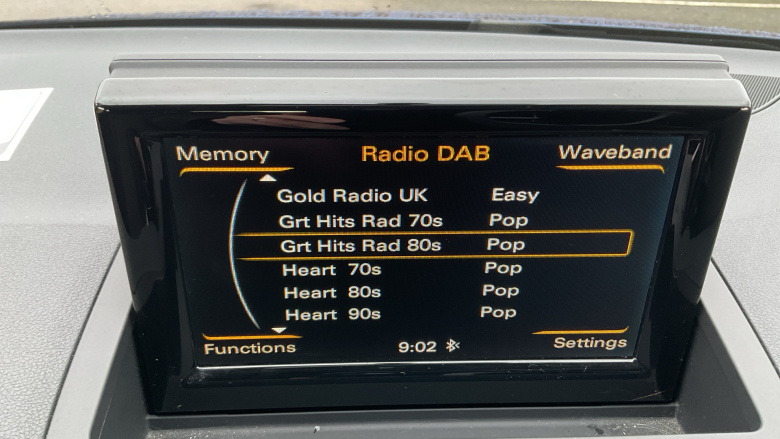 Memory Radio DAB Waveband
Gold Radio UK Easy
Grt Hits Rad 70s Pop
Grt Hits Rad 80s Pop
Heart 70s Pop
Heart 80s Pop
Heart 90s Pop
Functions 9:02 Settings